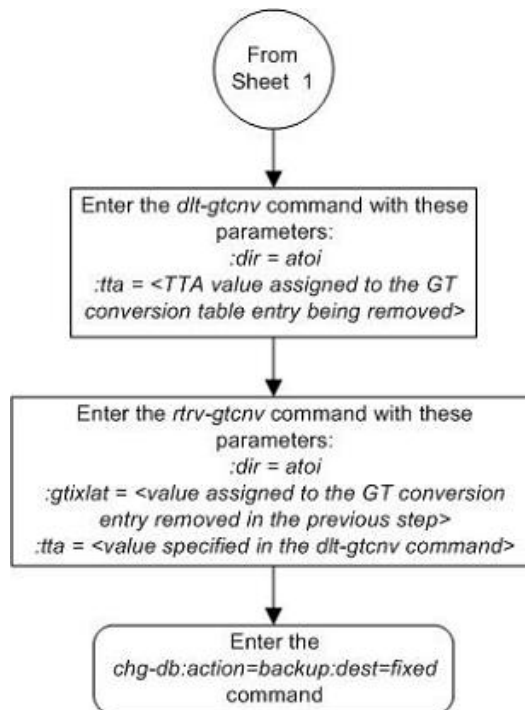 From
Sheet 1
Enter the dlt-gtcnv command with these
parameters:
:dir = atoi
:tta = <TTA value assigned to the GT
conversion table entry being removed>
Enter the rtrv-gtcnv command with these
parameters:
:dir = atoi
:gtixlat = <value assigned to the GT conversion
entry removed in the previous step>
:tta = <value specified in the dlt-gtcnv command>
Enter the
chg-db:action=backup:dest=fixed
command